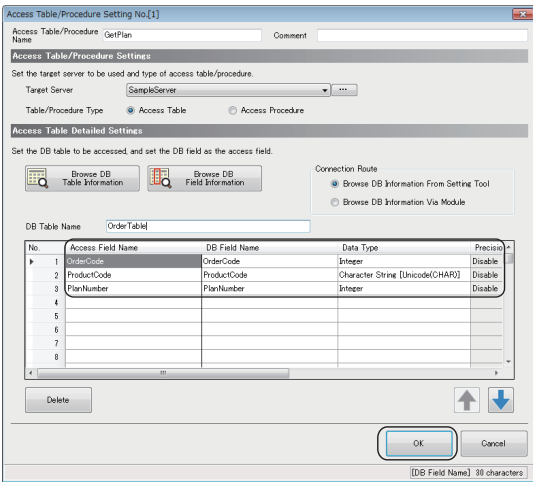 Access Table/Procedure Setting No.[1]
Access Table/Procedure Name GetPlan Comment
Access Table/Procedure Settings
Set the target server to be used and type of access table/procedure.
Target Server SampleServer ...
Table/Procedure Type Access Table Access Procedure
Access Table Detailed Settings
Set the DB table to be accessed, and set the DB field as the access field.
Browse DB Table Information
Browse DB Field Information
Connection Route
Browse DB Information From Setting Tool
Browse DB Information Via Module
DB Table Name OrderTable
No. Access Field Name DB Field Name Data Type Precisio
1 OrderCode OrderCode Integer Disable
2 ProductCode ProductCode Character String [Unicode(CHAR)] Disable
3 PlanNumber PlanNumber Integer Disable
4
5
6
7
8
Delete
OK Cancel
[DB Field Name] 30 characters